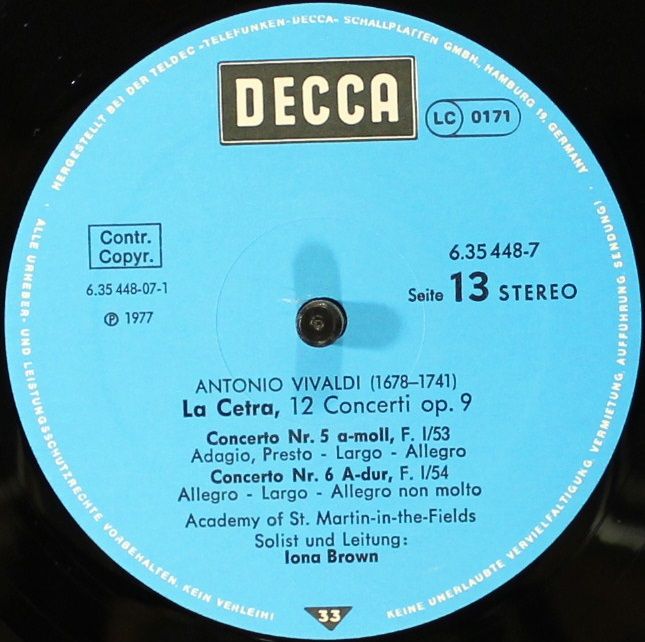 HERGESTELLT BEI DER TELDEC »TELEFUNKEN-DECCA« SCHALLPLATTEN GMBH., HAMBURG 19, GERMANY ·
DECCA
LC 0171
Contr.
Copyr.
6.35 448-7
6.35 448-07-1
Seite 13 STEREO
Ⓟ 1977
ANTONIO VIVALDI (1678–1741)
La Cetra, 12 Concerti op. 9
Concerto Nr. 5 a-moll, F. I/53
Adagio, Presto - Largo - Allegro
Concerto Nr. 6 A-dur, F. I/54
Allegro - Largo - Allegro non molto
Academy of St. Martin-in-the-Fields
Solist und Leitung:
Iona Brown
33
· ALLE URHEBER- UND LEISTUNGSSCHUTZRECHTE VORBEHALTEN. KEIN VERLEIH!
KEINE UNERLAUBTE VERVIELFÄLTIGUNG, VERMIETUNG, AUFFÜHRUNG, SENDUNG!